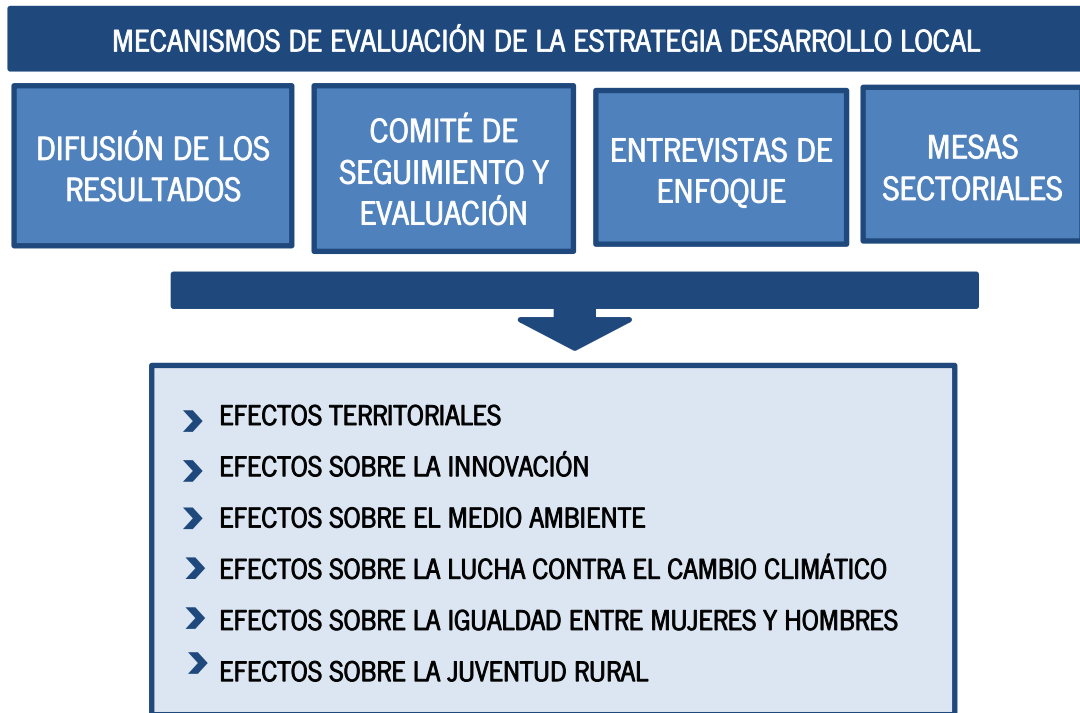 MECANISMOS DE EVALUACIÓN DE LA ESTRATEGIA DESARROLLO LOCAL
DIFUSIÓN DE LOS
RESULTADOS
COMITÉ DE
SEGUIMIENTO Y
EVALUACIÓN
ENTREVISTAS DE
ENFOQUE
MESAS
SECTORIALES
EFECTOS TERRITORIALES
EFECTOS SOBRE LA INNOVACIÓN
EFECTOS SOBRE EL MEDIO AMBIENTE
EFECTOS SOBRE LA LUCHA CONTRA EL CAMBIO CLIMÁTICO
EFECTOS SOBRE LA IGUALDAD ENTRE MUJERES Y HOMBRES
EFECTOS SOBRE LA JUVENTUD RURAL